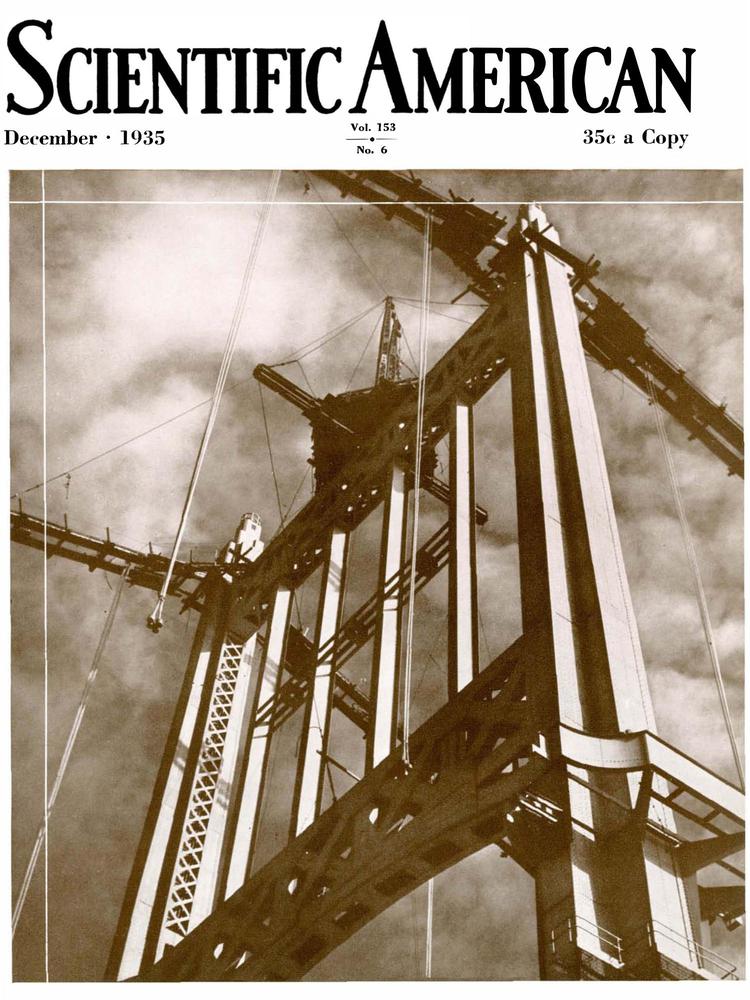 SCIENTIFIC AMERICAN
December · 1935
Vol. 153
No. 6
35c a Copy